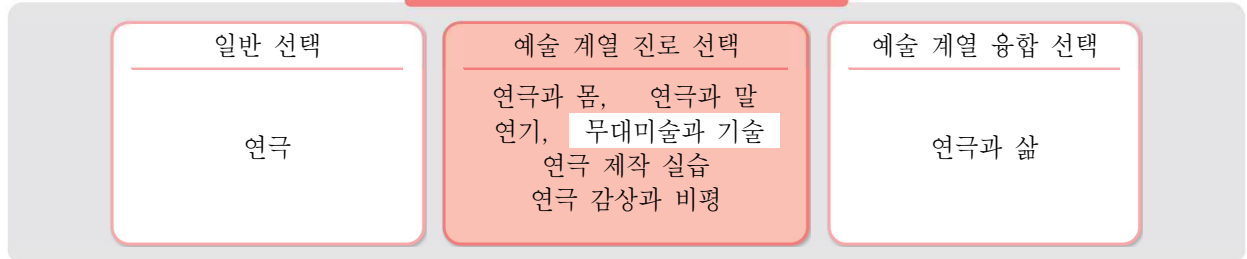 일반 선택
연극
예술 계열 진로 선택
연극과 몸, 연극과 말
연기, 무대미술과 기술
연극 제작 실습
연극 감상과 비평
예술 계열 융합 선택
연극과 삶